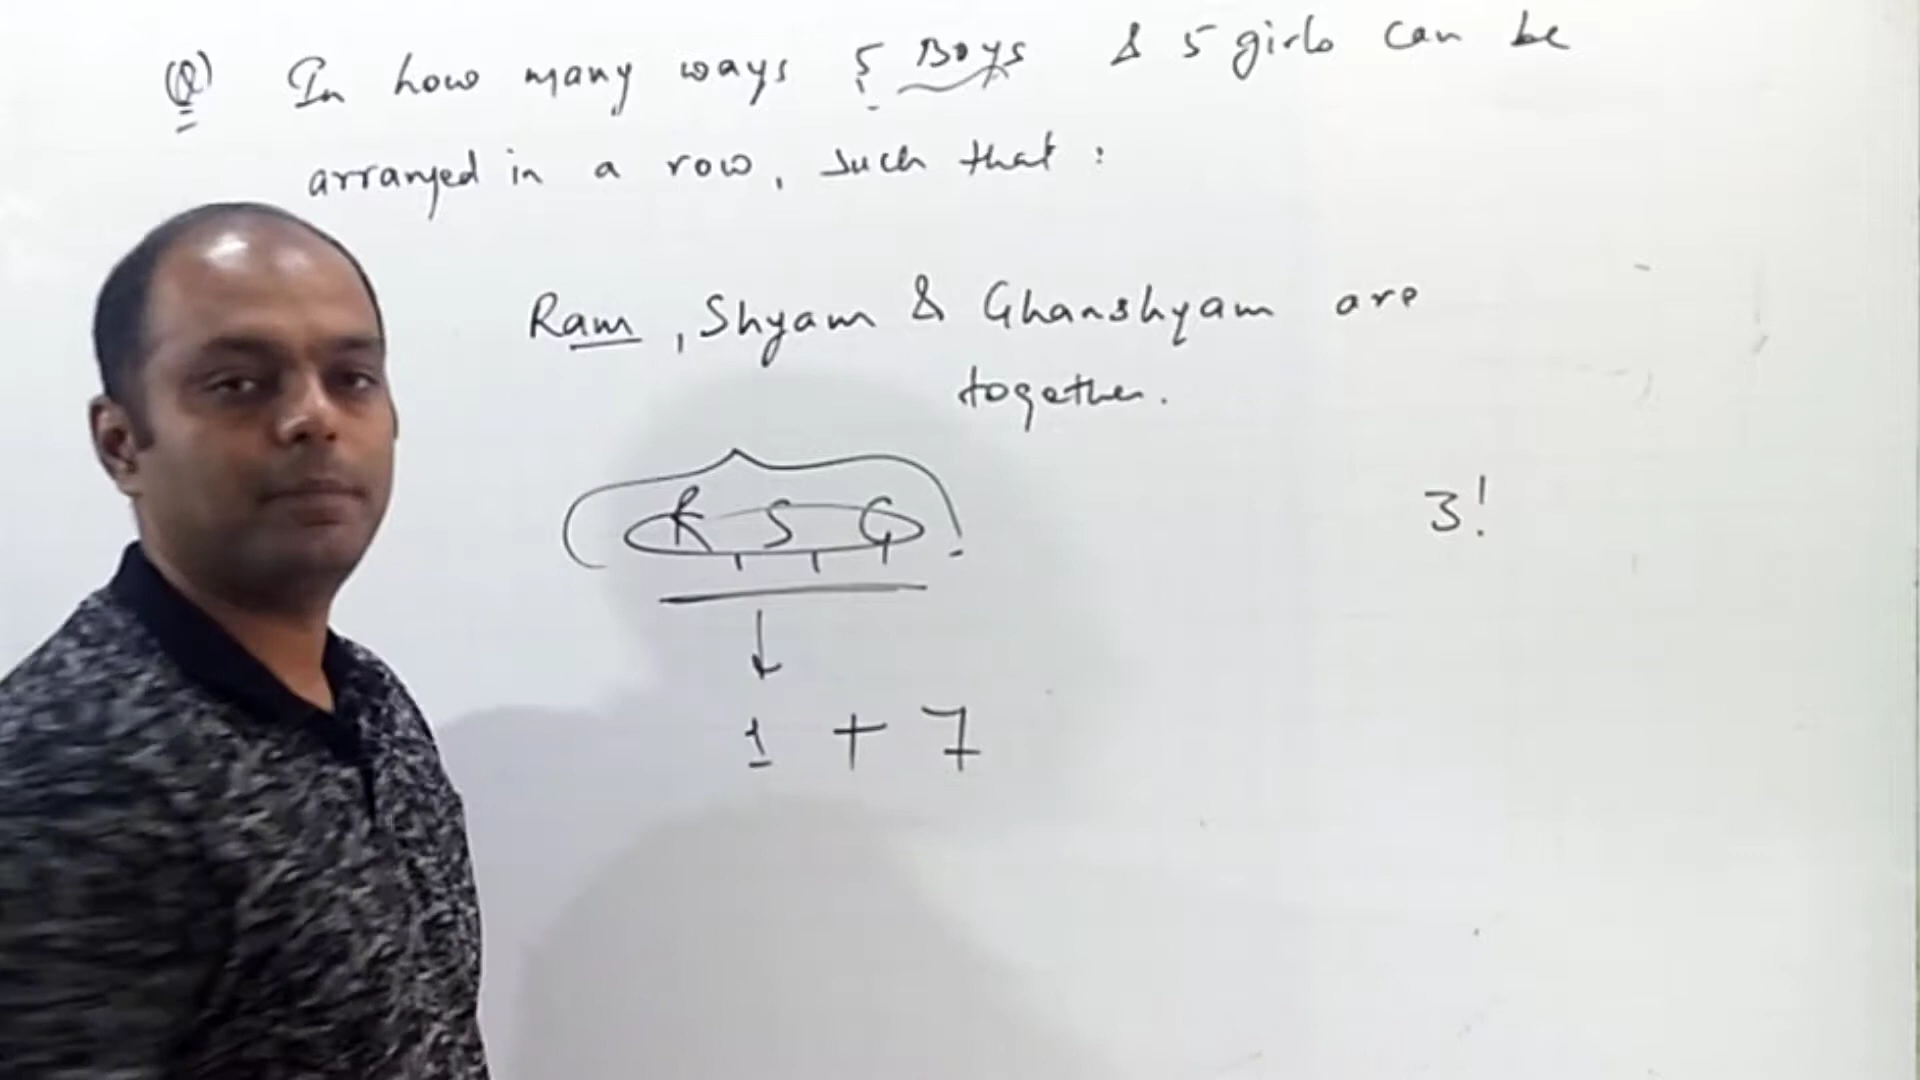 Q) In how many ways 5 Boys & 5 girls can be
arranged in a row, such that :
Ram, Shyam & Ghanshyam are
together.
R S G
3!
1 + 7